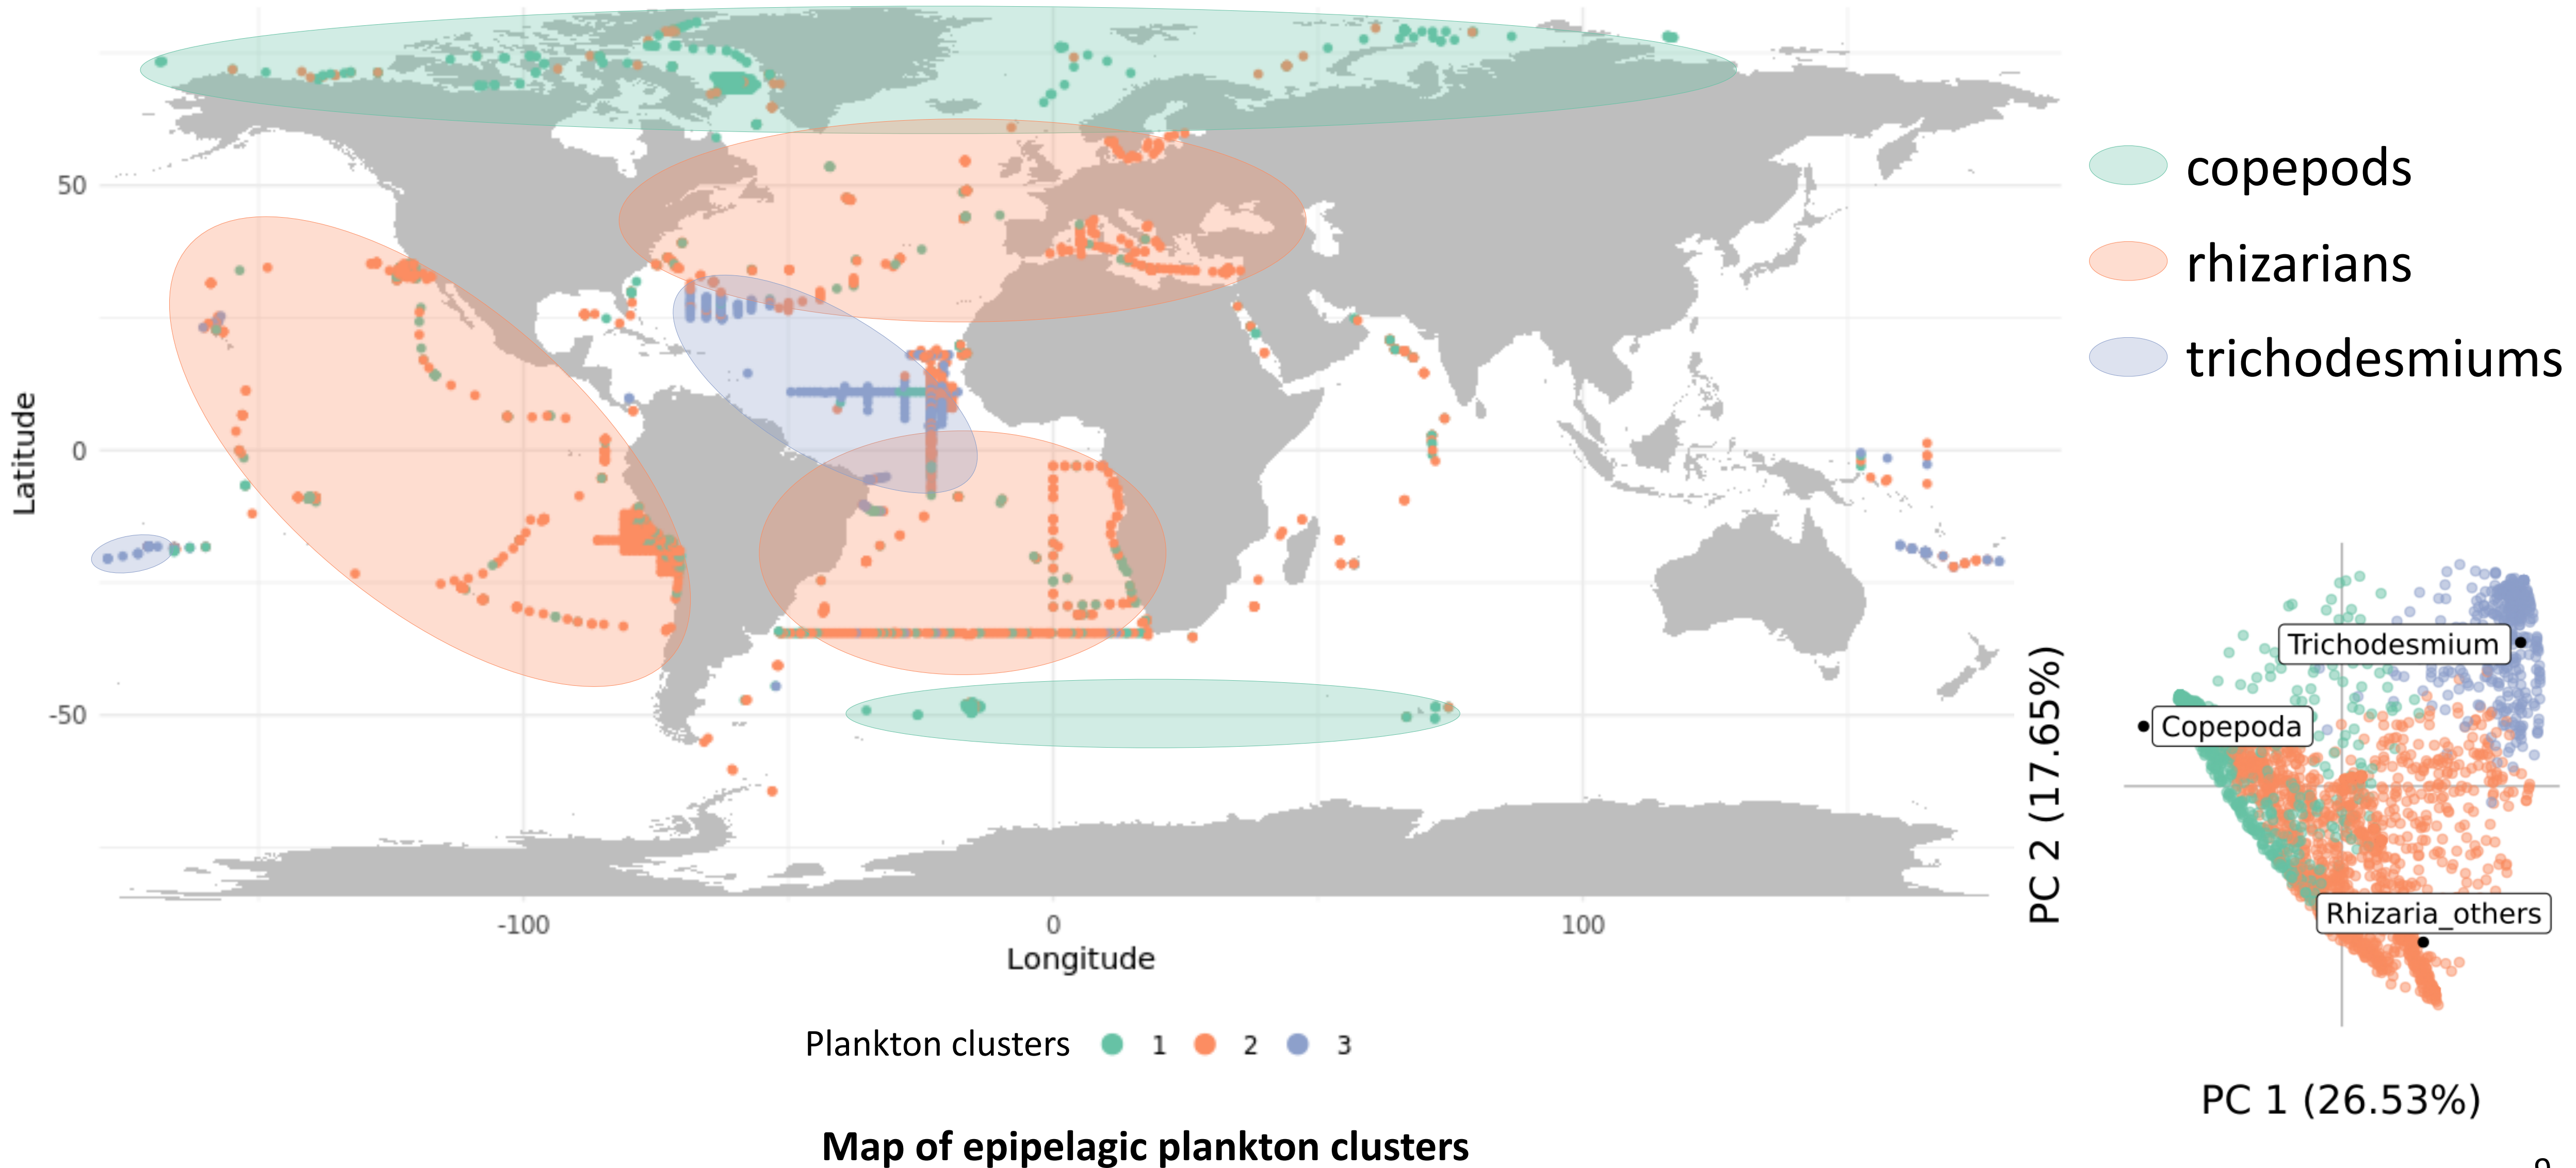 copepods
rhizarians
trichodesmiums
50
0
-50
Latitude
-100
0
100
Longitude
Plankton clusters 1 2 3
Map of epipelagic plankton clusters
Trichodesmium
Copepoda
Rhizaria_others
PC 2 (17.65%)
PC 1 (26.53%)